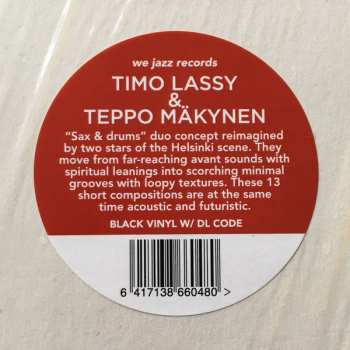 we jazz records
TIMO LASSY
&
TEPPO MÄKYNEN
"Sax & drums" duo concept reimagined
by two stars of the Helsinki scene. They
move from far-reaching avant sounds with
spiritual leanings into scorching minimal
grooves with loopy textures. These 13
short compositions are at the same
time acoustic and futuristic.
BLACK VINYL W/ DL CODE
6 417138 660480 >